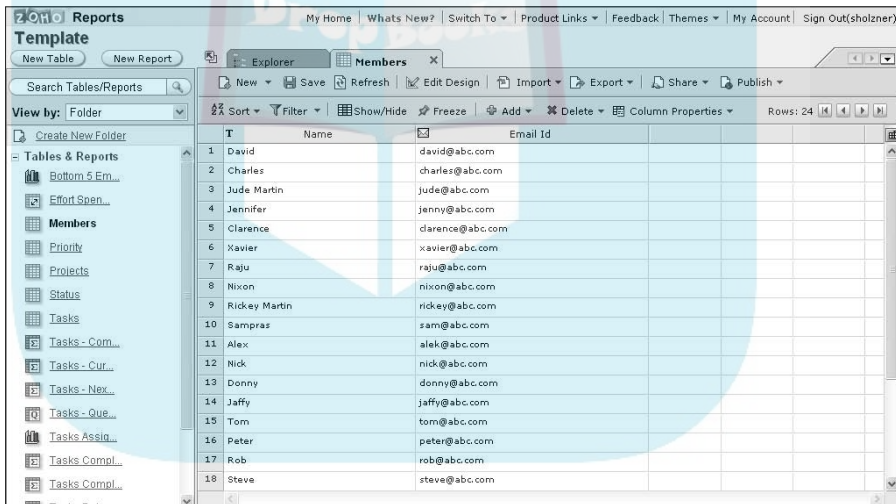 ZOHO Reports
My Home | Whats New? | Switch To | Product Links | Feedback | Themes | My Account | Sign Out(sholzner)
Template
New Table New Report
Explorer Members
New Save Refresh Edit Design Import Export Share Publish
Search Tables/Reports
View by: Folder
Sort Filter Show/Hide Freeze Add Delete Column Properties Rows: 24
Create New Folder
Tables & Reports
Bottom 5 Em...
Effort Spen...
Members
Priority
Projects
Status
Tasks
Tasks - Com...
Tasks - Cur...
Tasks - Nex...
Tasks - Que...
Tasks Assig...
Tasks Compl...
Tasks Compl...
T Name Email Id
1 David david@abc.com
2 Charles charles@abc.com
3 Jude Martin jude@abc.com
4 Jennifer jenny@abc.com
5 Clarence clarence@abc.com
6 Xavier xavier@abc.com
7 Raju raju@abc.com
8 Nixon nixon@abc.com
9 Rickey Martin rickey@abc.com
10 Sampras sam@abc.com
11 Alex alek@abc.com
12 Nick nick@abc.com
13 Donny donny@abc.com
14 Jaffy jaffy@abc.com
15 Tom tom@abc.com
16 Peter peter@abc.com
17 Rob rob@abc.com
18 Steve steve@abc.com